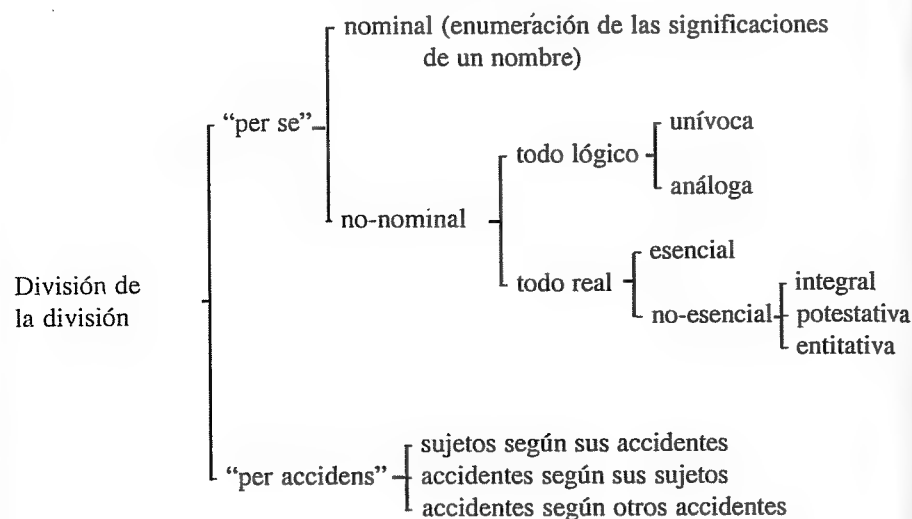 nominal (enumeración de las significaciones
de un nombre)
“per se”
unívoca
todo lógico
análoga
no-nominal
esencial
todo real
integral
División de
la división
no-esencial
potestativa
entitativa
sujetos según sus accidentes
“per accidens”
accidentes según sus sujetos
accidentes según otros accidentes